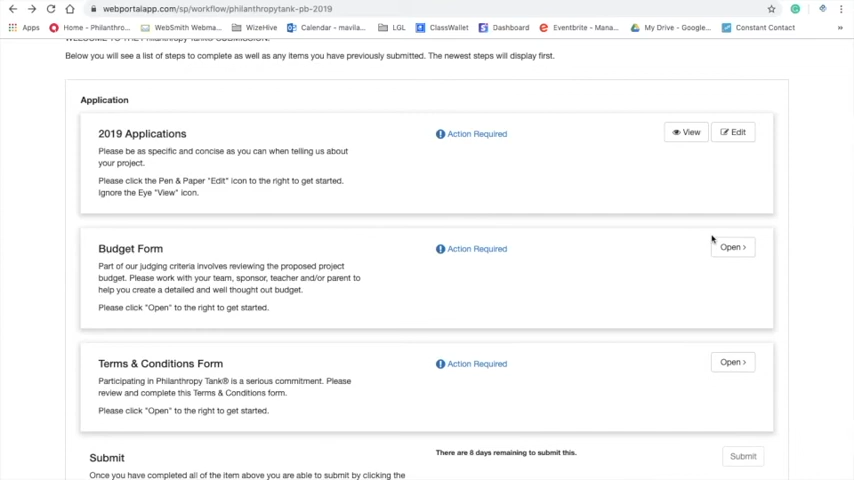 webportalapp.com/sp/workflow/philanthropytank-pb-2019
Apps
Home - Philanthro...
WebSmith Webma...
WizeHive
Calendar - mavila...
LGL
ClassWallet
Dashboard
Eventbrite - Mana...
My Drive - Google...
Constant Contact
»
WELCOME TO THE Philanthropy Tank® SUBMISSION!
Below you will see a list of steps to complete as well as any items you have previously submitted. The newest steps will display first.
Application
2019 Applications
Action Required
View
Edit
Please be as specific and concise as you can when telling us about
your project.
Please click the Pen & Paper "Edit" icon to the right to get started.
Ignore the Eye "View" icon.
Budget Form
Action Required
Open ›
Part of our judging criteria involves reviewing the proposed project
budget. Please work with your team, sponsor, teacher and/or parent to
help you create a detailed and well thought out budget.
Please click "Open" to the right to get started.
Terms & Conditions Form
Action Required
Open ›
Participating in Philanthropy Tank® is a serious commitment. Please
review and complete this Terms & Conditions form.
Please click "Open" to the right to get started.
Submit
There are 8 days remaining to submit this.
Submit
Once you have completed all of the item above you are able to submit by clicking the